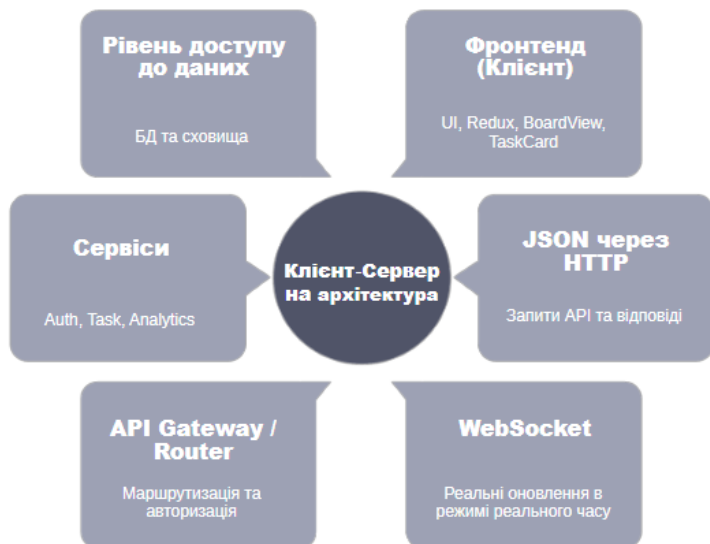 Рівень доступу
до даних
БД та сховища
Фронтенд
(Клієнт)
UI, Redux, BoardView,
TaskCard
Сервіси
Auth, Task, Analytics
Клієнт-Сервер
на архітектура
JSON через
HTTP
Запити API та відповіді
API Gateway /
Router
Маршрутизація та
авторизація
WebSocket
Реальні оновлення в
режимі реального часу